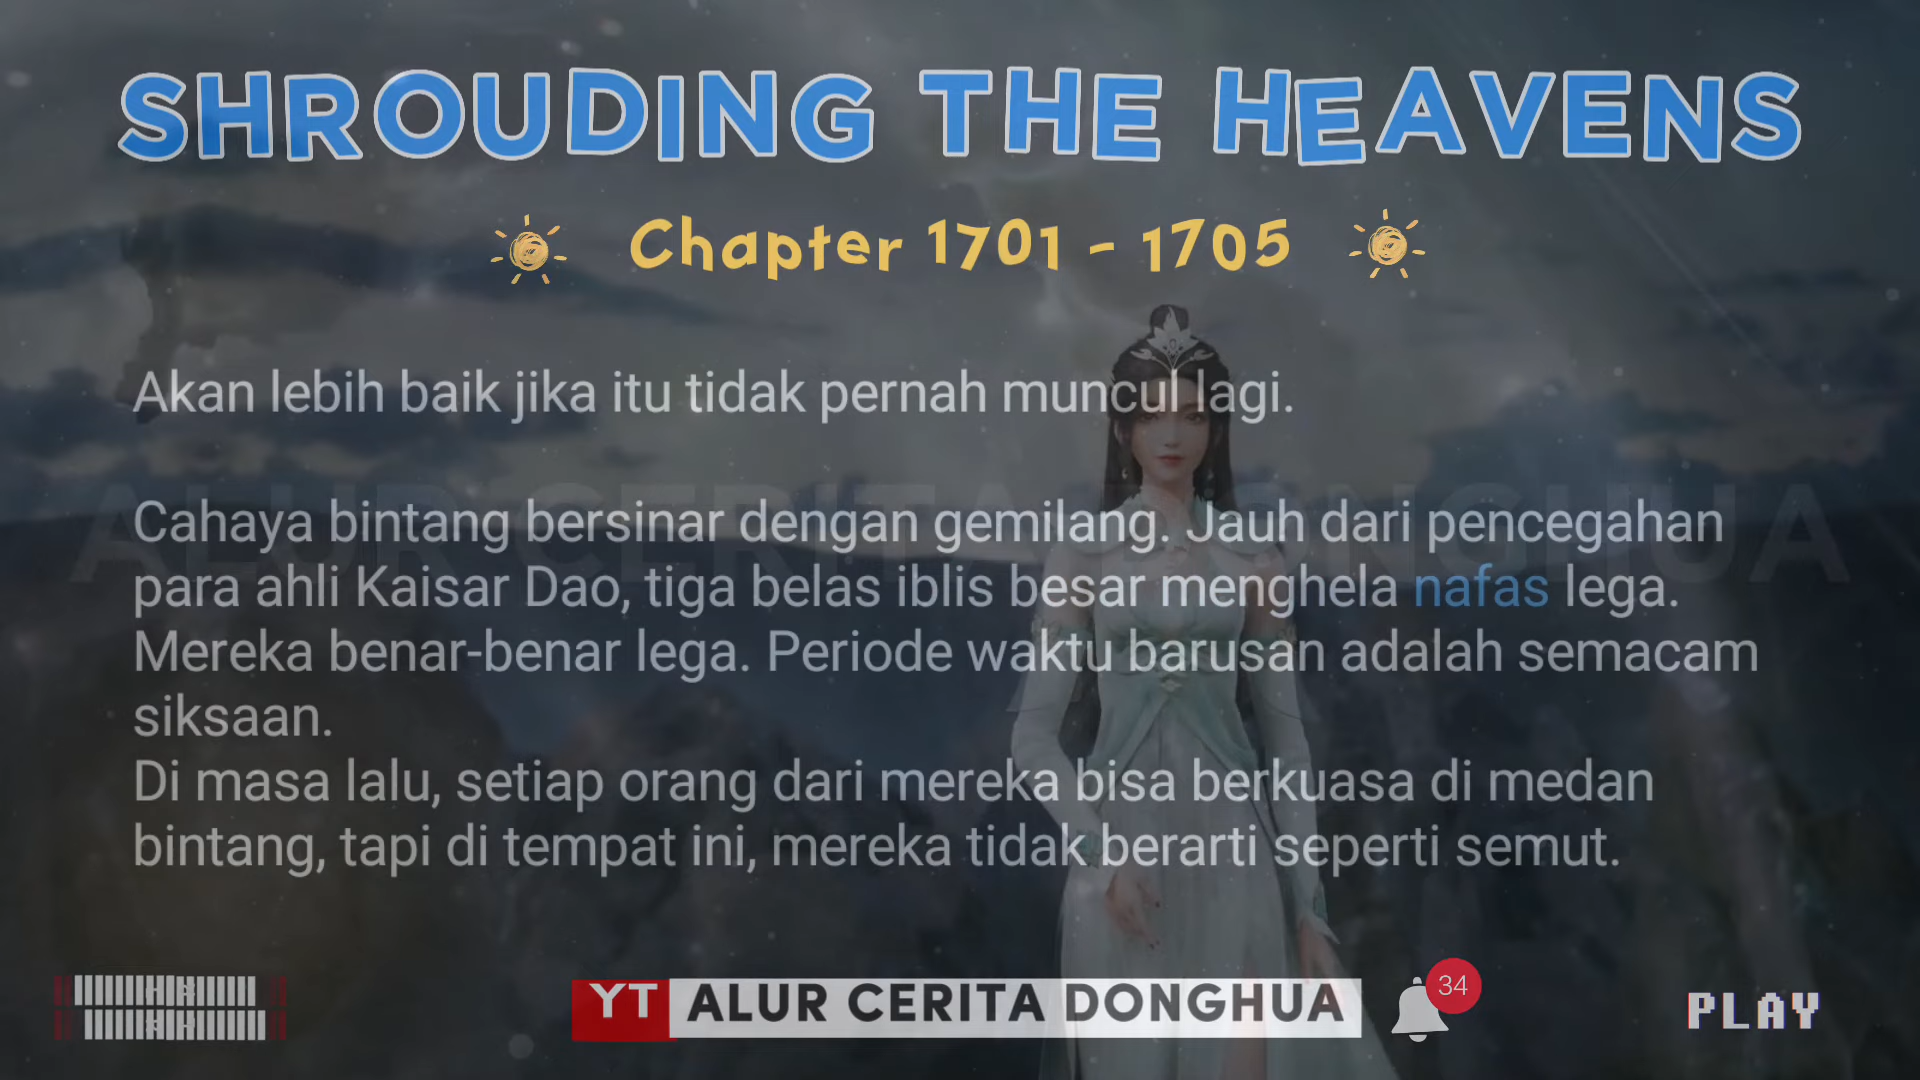 SHROUDING THE HEAVENS
Chapter 1701 - 1705
Akan lebih baik jika itu tidak pernah muncul lagi.
Cahaya bintang bersinar dengan gemilang. Jauh dari pencegahan
para ahli Kaisar Dao, tiga belas iblis besar menghela nafas lega.
Mereka benar-benar lega. Periode waktu barusan adalah semacam
siksaan.
Di masa lalu, setiap orang dari mereka bisa berkuasa di medan
bintang, tapi di tempat ini, mereka tidak berarti seperti semut.
ALUR CERITA DONGHUA
YT ALUR CERITA DONGHUA
34
PLAY